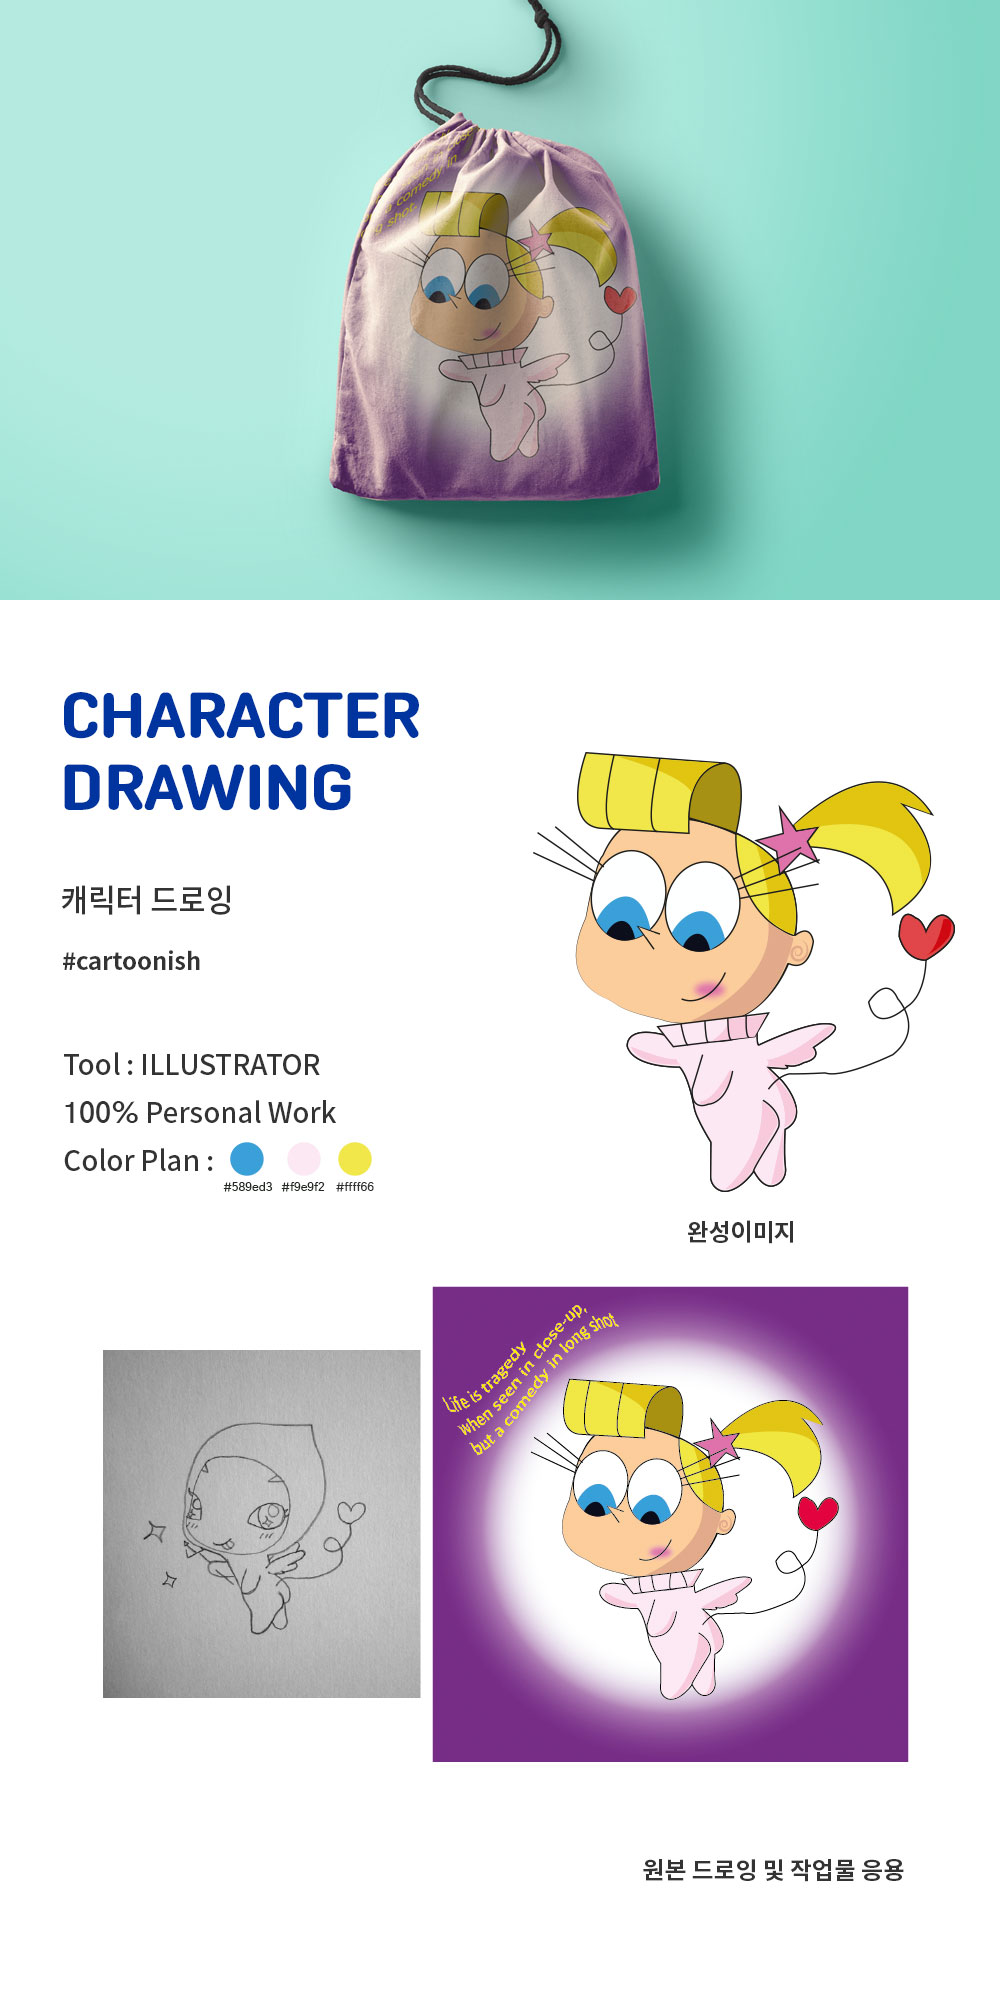 comedy in
shot.
CHARACTER
DRAWING
캐릭터 드로잉
#cartoonish
Tool : ILLUSTRATOR
100% Personal Work
Color Plan :
#589ed3 #f9e9f2 #ffff66
완성이미지
Life is tragedy
when seen in close-up,
but a comedy in long shot
원본 드로잉 및 작업물 응용